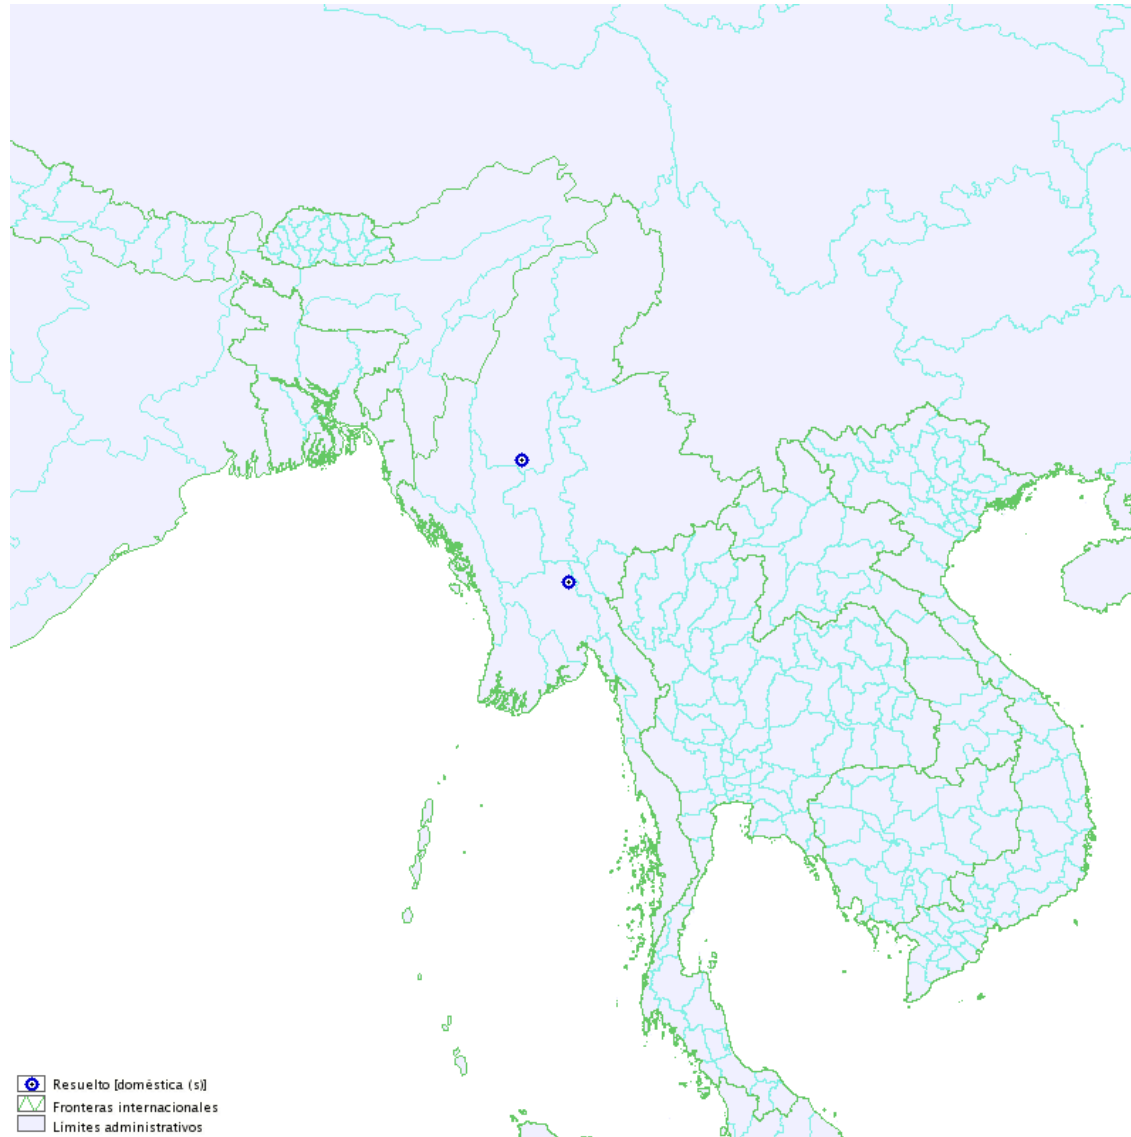 Resuelto [doméstica (s)]
Fronteras internacionales
Límites administrativos